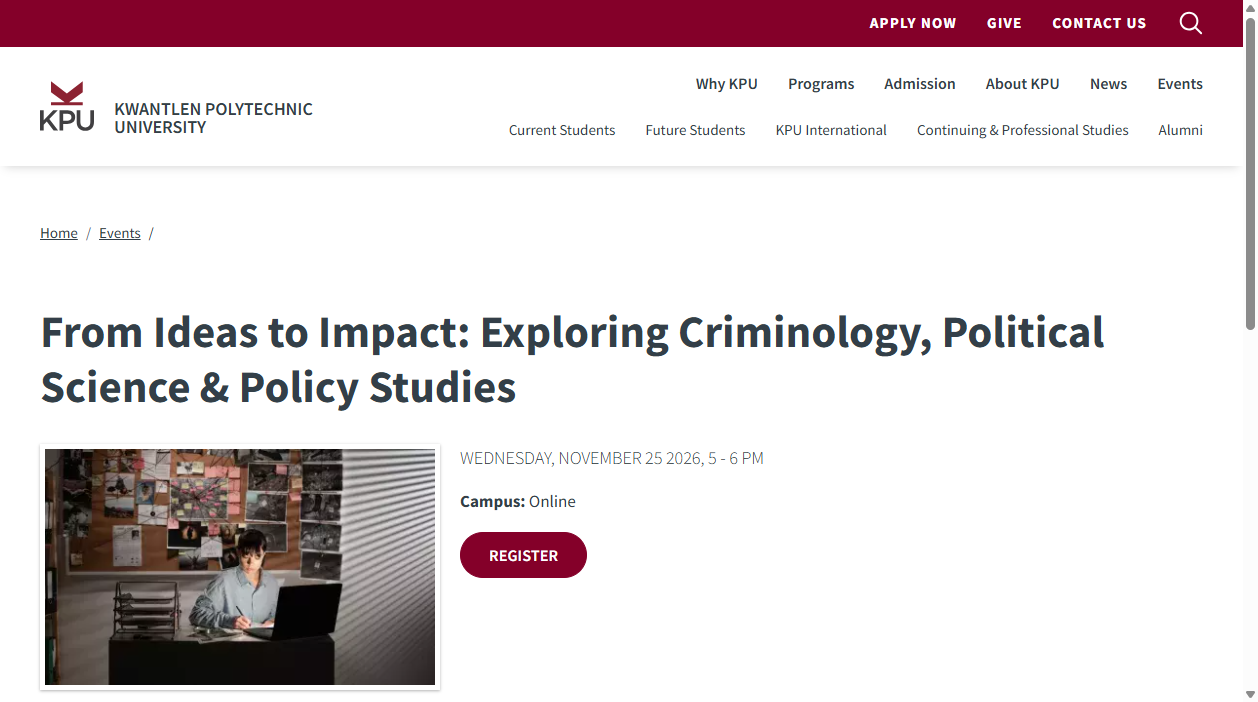 APPLY NOW GIVE CONTACT US
Why KPU Programs Admission About KPU News Events
KPU KWANTLEN POLYTECHNIC
UNIVERSITY
Current Students Future Students KPU International Continuing & Professional Studies Alumni
Home / Events /
From Ideas to Impact: Exploring Criminology, Political
Science & Policy Studies
WEDNESDAY, NOVEMBER 25 2026, 5 - 6 PM
Campus: Online
REGISTER